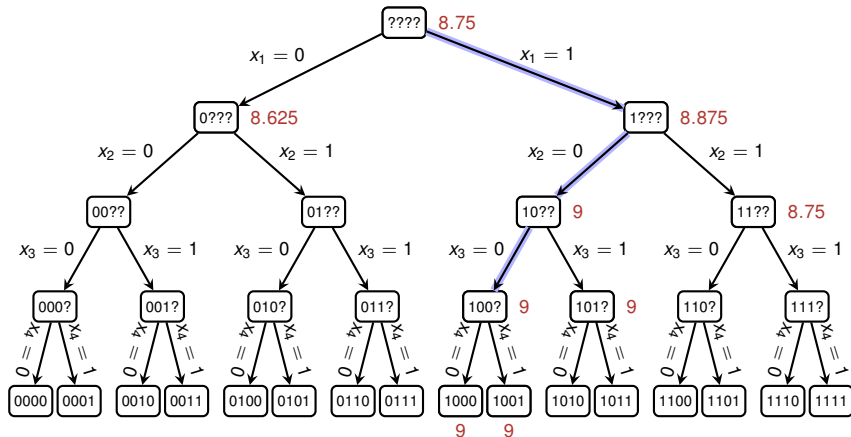 ???? 8.75
x₁ = 0 x₁ = 1
0??? 8.625 1??? 8.875
x₂ = 0 x₂ = 1 x₂ = 0 x₂ = 1
00?? 01?? 10?? 9 11?? 8.75
x₃ = 0 x₃ = 1 x₃ = 0 x₃ = 1 x₃ = 0 x₃ = 1 x₃ = 0 x₃ = 1
000? 001? 010? 011? 100? 9 101? 9 110? 111?
x₄ = 0 x₄ = 1 x₄ = 0 x₄ = 1 x₄ = 0 x₄ = 1 x₄ = 0 x₄ = 1 x₄ = 0 x₄ = 1 x₄ = 0 x₄ = 1 x₄ = 0 x₄ = 1 x₄ = 0 x₄ = 1
0000 0001 0010 0011 0100 0101 0110 0111 1000 1001 1010 1011 1100 1101 1110 1111
9 9